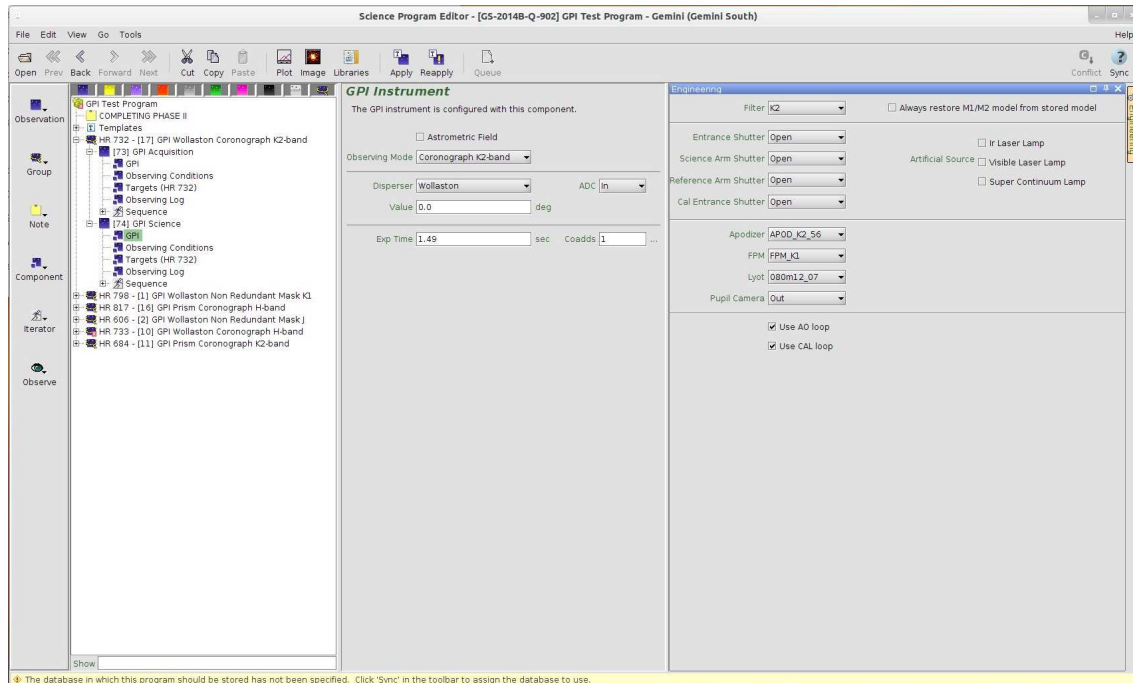 Science Program Editor - [GS-2014B-Q-902] GPI Test Program - Gemini (Gemini South)
File Edit View Go Tools Help
Open Prev Back Forward Next Cut Copy Paste Plot Image Libraries Apply Reapply Queue Conflict Sync
Observation
Group
Note
Component
Iterator
Observe
GPI Test Program
COMPLETING PHASE II
Templates
HR 732 - [17] GPI Wollaston Coronograph K2-band
[73] GPI Acquisition
GPI
Observing Conditions
Targets (HR 732)
Observing Log
Sequence
[74] GPI Science
GPI
Observing Conditions
Targets (HR 732)
Observing Log
Sequence
HR 798 - [1] GPI Wollaston Non Redundant Mask K1
HR 817 - [16] GPI Prism Coronograph H-band
HR 606 - [2] GPI Wollaston Non Redundant Mask J
HR 733 - [10] GPI Wollaston Coronograph H-band
HR 684 - [11] GPI Prism Coronograph K2-band
Show
GPI Instrument
The GPI instrument is configured with this component.
Astrometric Field
Observing Mode Coronograph K2-band
Disperser Wollaston ADC In
Value 0.0 deg
Exp Time 1.49 sec Coadds 1 ...
Engineering
Filter K2 Always restore M1/M2 model from stored model
Entrance Shutter Open
Science Arm Shutter Open
Reference Arm Shutter Open
Cal Entrance Shutter Open
Artificial Source
Ir Laser Lamp
Visible Laser Lamp
Super Continuum Lamp
Apodizer APOD_K2_56
FPM FPM_K1
Lyot 080m12_07
Pupil Camera Out
Use AO loop
Use CAL loop
The database in which this program should be stored has not been specified. Click 'Sync' in the toolbar to assign the database to use.